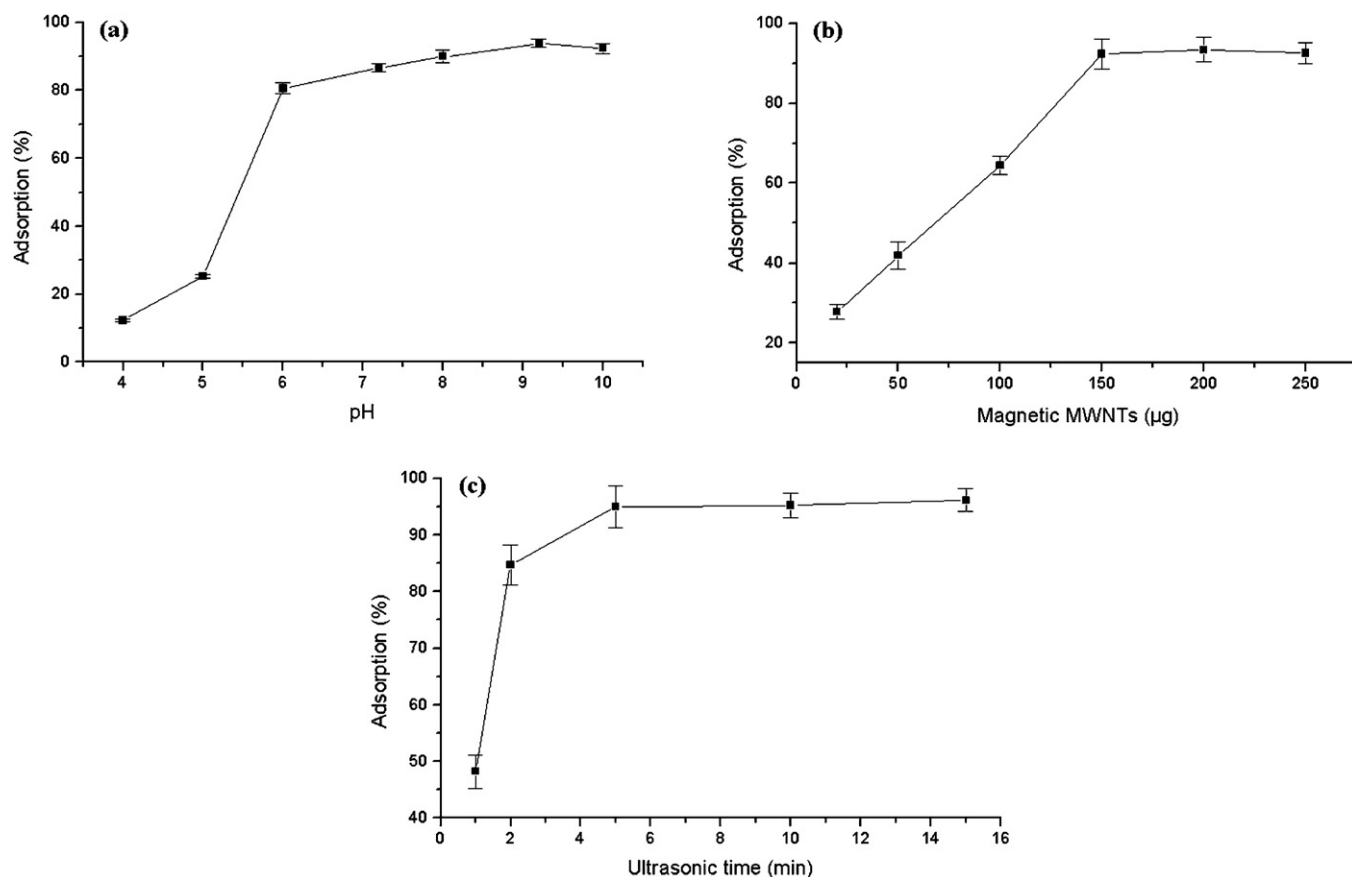 (a)
100
80
60
40
20
0
Adsorption (%)
4 5 6 7 8 9 10
pH
(b)
100
80
60
40
20
Adsorption (%)
0 50 100 150 200 250
Magnetic MWNTs (µg)
(c)
100
90
80
70
60
50
40
Adsorption (%)
0 2 4 6 8 10 12 14 16
Ultrasonic time (min)